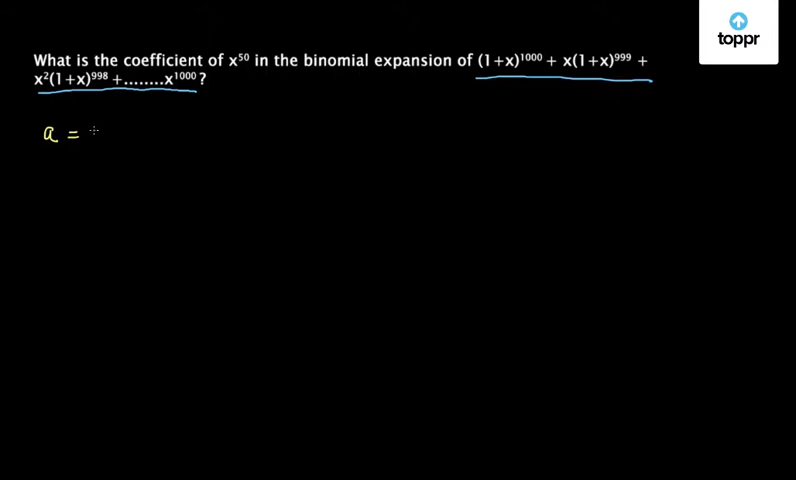 toppr
What is the coefficient of x⁵⁰ in the binomial expansion of (1+x)¹⁰⁰⁰ + x(1+x)⁹⁹⁹ +
x²(1+x)⁹⁹⁸ +........x¹⁰⁰⁰?
a =